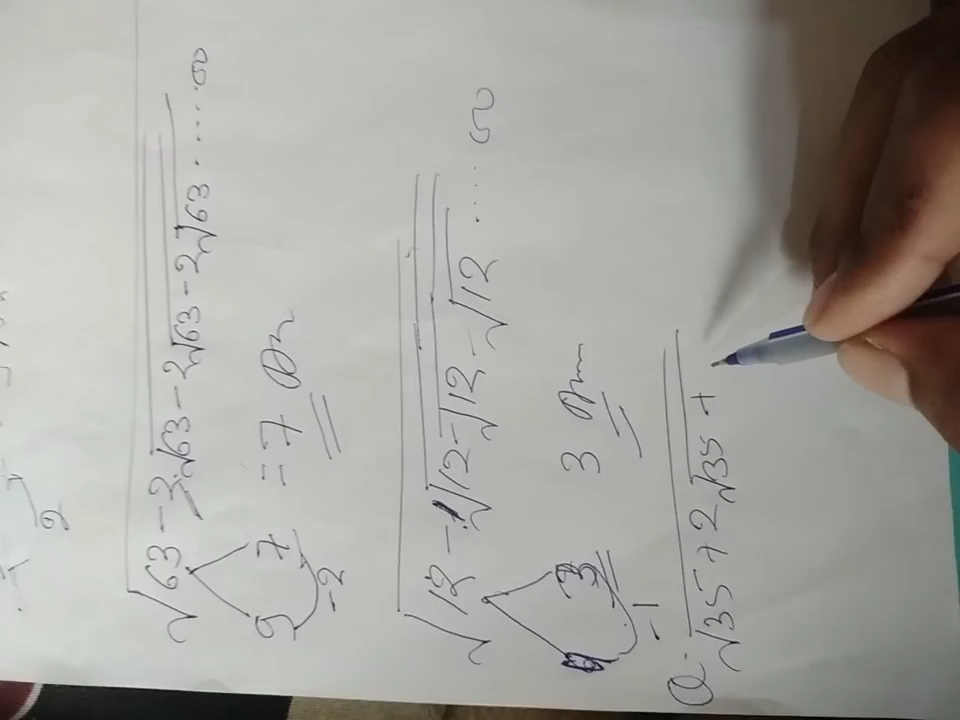 √63-2√63-2√63-2√63....∞
9 7 = 7 Ans
-2
√12-1√12-√12-√12....∞
3 3 Ans
-1
Q. √35+2√35+